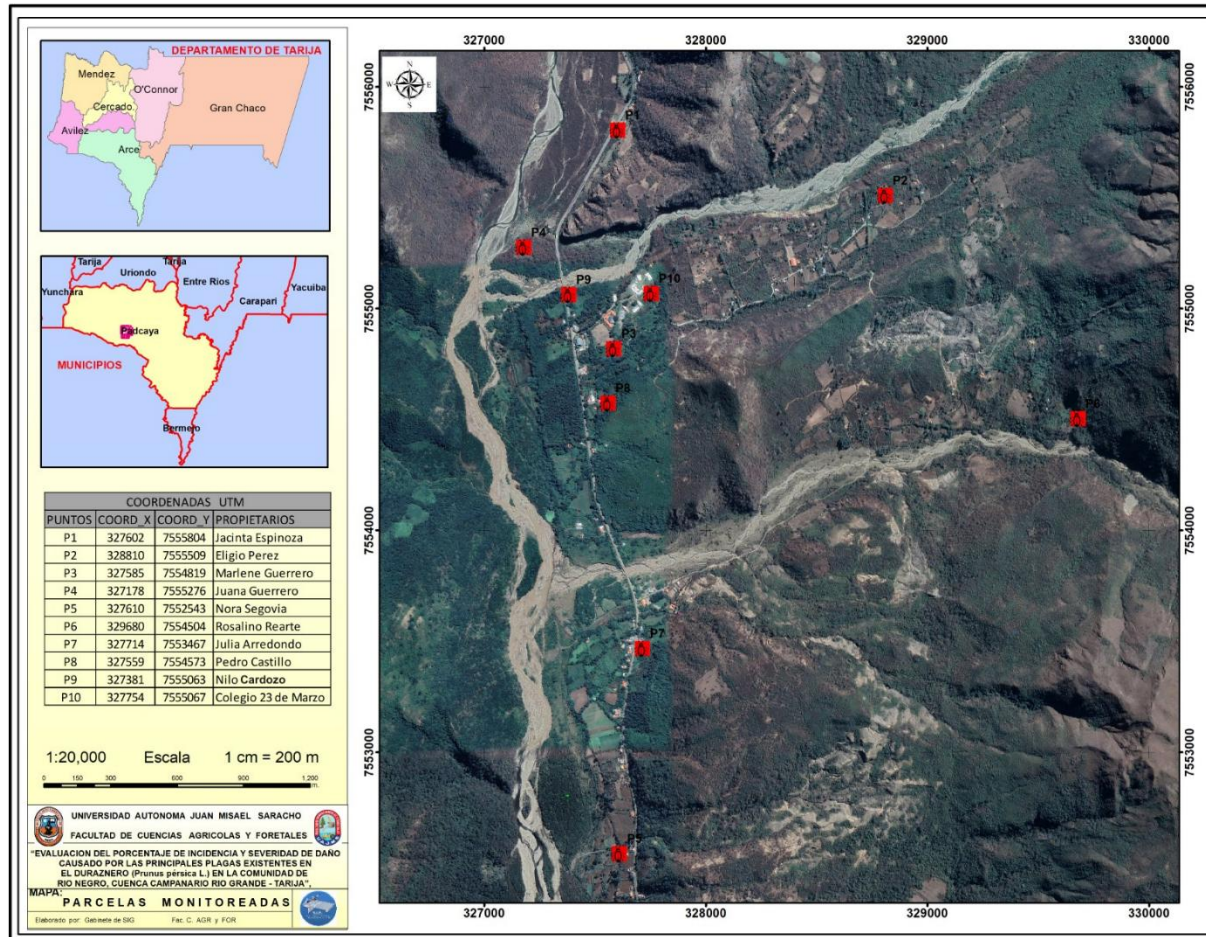 DEPARTAMENTO DE TARIJA
Mendez
O'Connor
Cercado
Gran Chaco
Avilez
Arce
Tarija
Tarija
Uriondo
Entre Rios
Yacuiba
Yunchara
Carapari
Padcaya
MUNICIPIOS
Bermejo
COORDENADAS UTM
PUNTOS COORD_X COORD_Y PROPIETARIOS
P1 327602 7555804 Jacinta Espinoza
P2 328810 7555509 Eligio Perez
P3 327585 7554819 Marlene Guerrero
P4 327178 7555276 Juana Guerrero
P5 327610 7552543 Nora Segovia
P6 329680 7554504 Rosalino Rearte
P7 327714 7553467 Julia Arredondo
P8 327559 7554573 Pedro Castillo
P9 327381 7555063 Nilo Cardozo
P10 327754 7555067 Colegio 23 de Marzo
1:20,000 Escala 1 cm = 200 m
0 150 300 600 900 1.200
m.
UNIVERSIDAD AUTONOMA JUAN MISAEL SARACHO
FACULTAD DE CUENCIAS AGRICOLAS Y FORETALES
"EVALUACION DEL PORCENTAJE DE INCIDENCIA Y SEVERIDAD DE DAÑO
CAUSADO POR LAS PRINCIPALES PLAGAS EXISTENTES EN
EL DURAZNERO (Prunus pérsica L.) EN LA COMUNIDAD DE
RIO NEGRO, CUENCA CAMPANARIO RIO GRANDE - TARIJA",
MAPA:
PARCELAS MONITOREADAS
Elaborado por: Gabinete de SIG Fac. C. AGR y FOR
327000 328000 329000 330000
7556000 7556000
N
W E
S
P1
P2
P4
P9 P10
7555000 7555000
P3
P8
P6
7554000 7554000
P7
7553000 7553000
P5
327000 328000 329000 330000